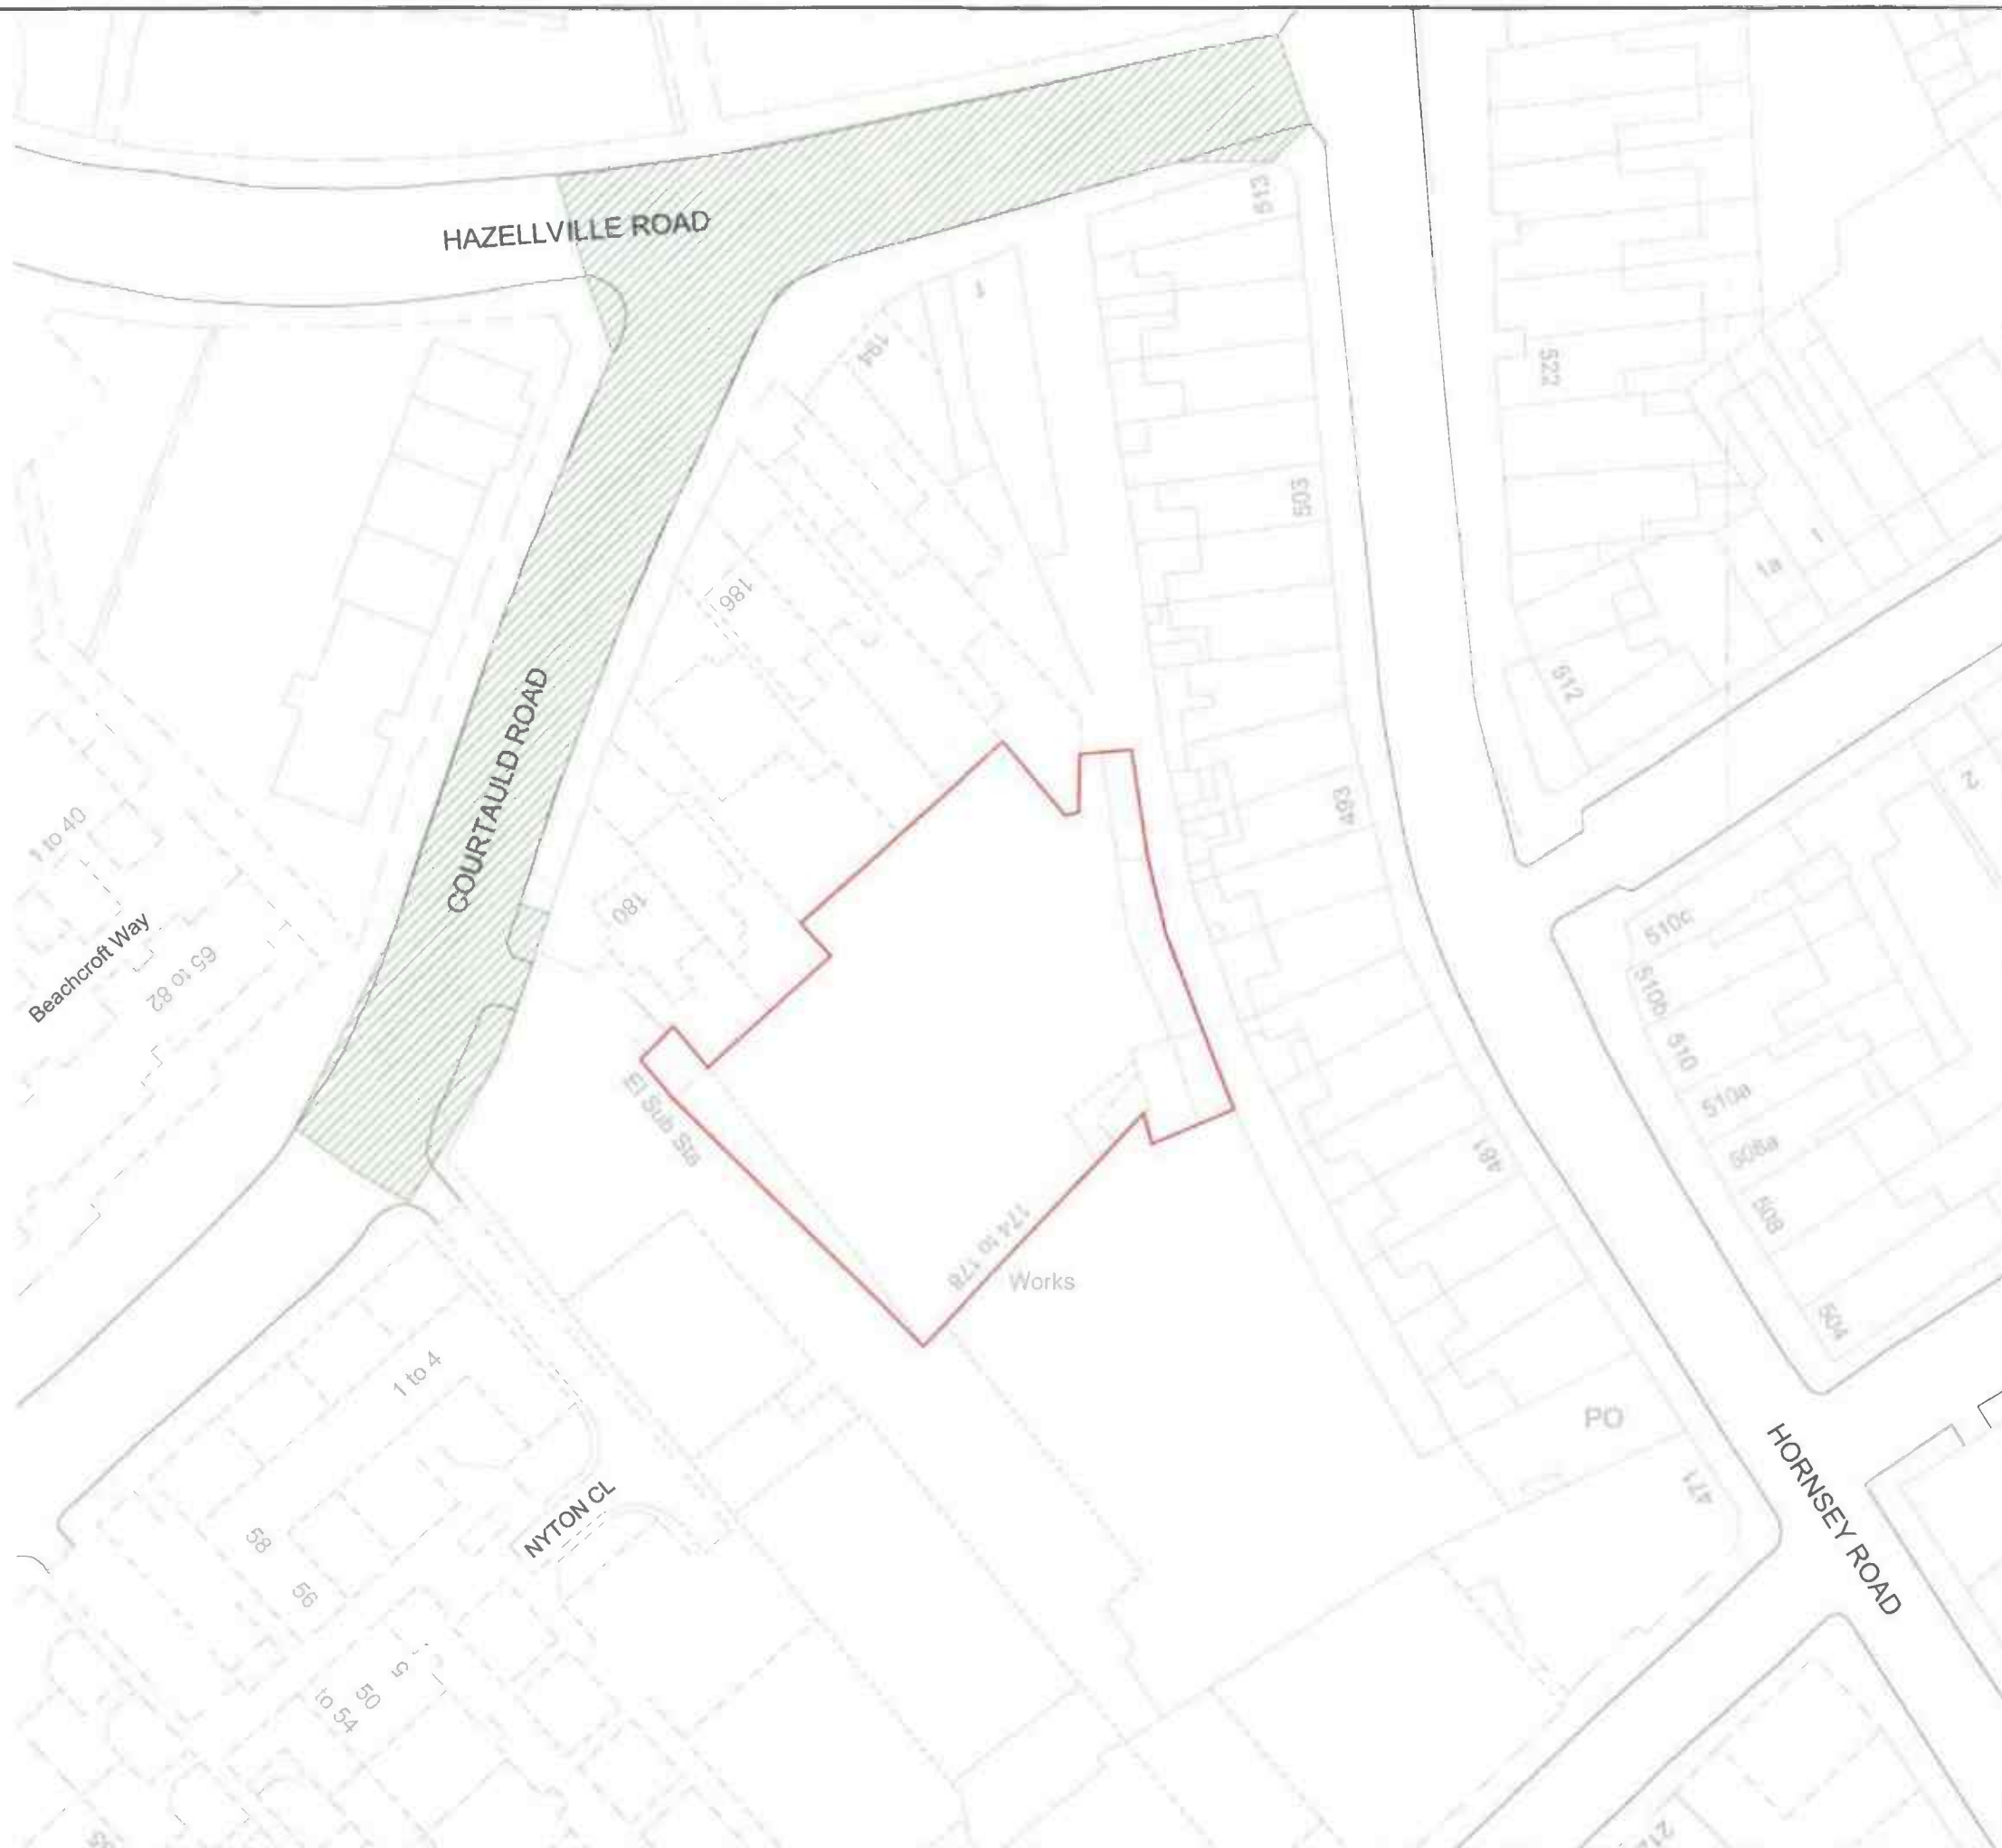 HAZELLVILLE ROAD
513
1
194
522
503
186
1a
1
512
COURTAULD ROAD
493
2
1 to 40
180
Beachcroft Way
65 to 82
510c
510b
510
510a
508a
508
504
El Sub Sta
481
174 to 178
Works
1 to 4
PO
471
HORNSEY ROAD
NYTON CL
58
56
5
50
to 54